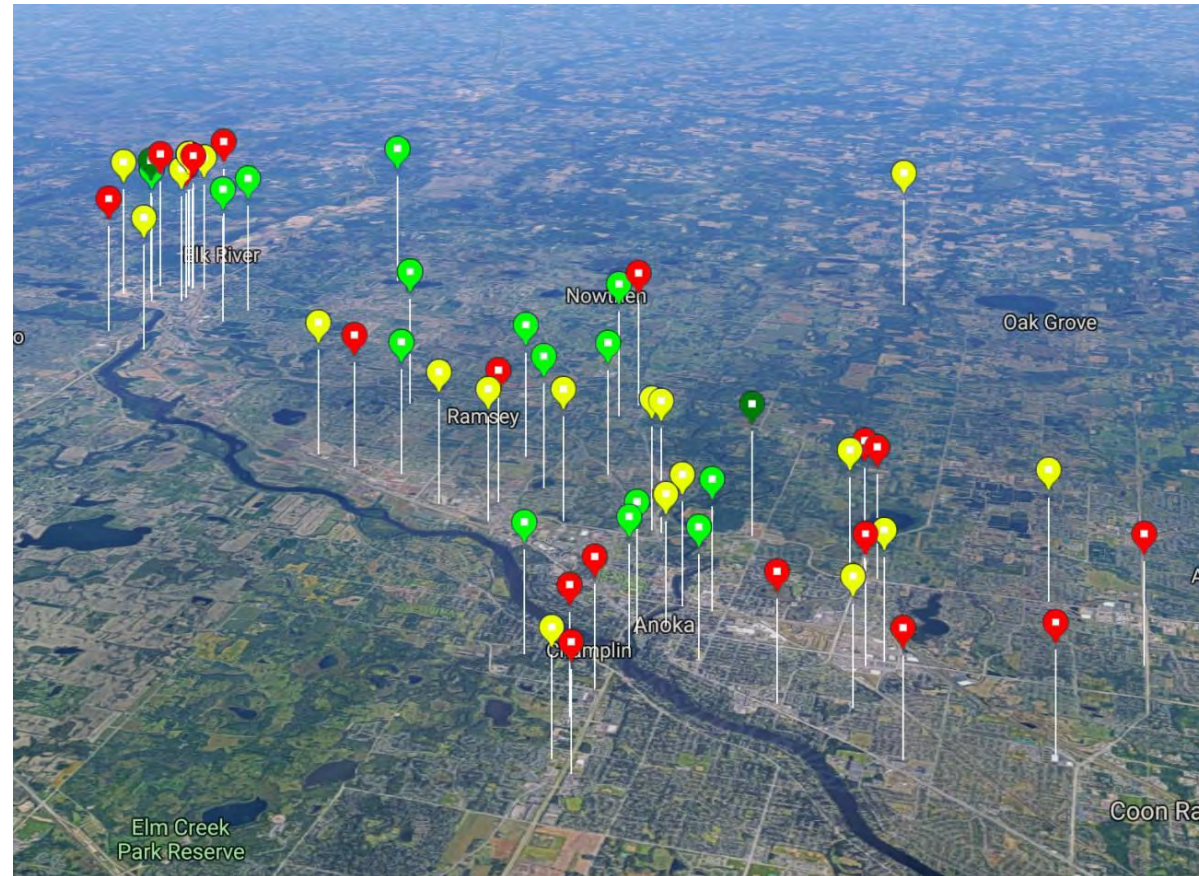 Elk River
Nowthen
Oak Grove
o
Ramsey
Anoka
Champlin
A
Elm Creek
Park Reserve
Coon Ra